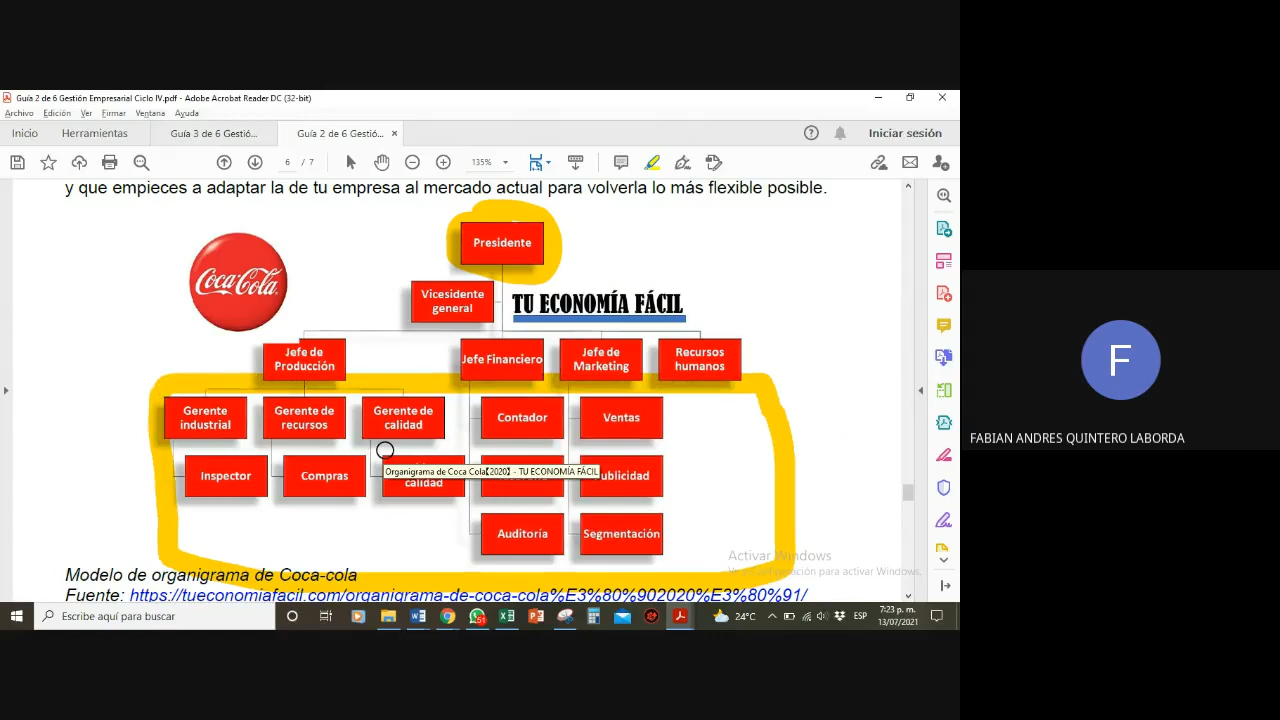 Guía 2 de 6 Gestión Empresarial Ciclo IV.pdf - Adobe Acrobat Reader DC (32-bit)
Archivo Edición Ver Firmar Ventana Ayuda
Inicio Herramientas Guía 3 de 6 Gestió... Guía 2 de 6 Gestió... × Iniciar sesión
6 / 7 135%
y que empieces a adaptar la de tu empresa al mercado actual para volverla lo más flexible posible.
Presidente
Coca-Cola
Vicesidente
general
TU ECONOMÍA FÁCIL
Jefe de
Producción
Jefe Financiero
Jefe de
Marketing
Recursos
humanos
Gerente
industrial
Gerente de
recursos
Gerente de
calidad
Contador
Ventas
Inspector
Compras
calidad
Organigrama de Coca Cola【2020】 - TU ECONOMÍA FÁCIL
Publicidad
Auditoría
Segmentación
Activar Windows
Modelo de organigrama de Coca-cola
Fuente: https://tueconomiafacil.com/organigrama-de-coca-cola%E3%80%902020%E3%80%91/
F
FABIAN ANDRES QUINTERO LABORDA
Escribe aquí para buscar
51
24°C
ESP
7:23 p. m.
13/07/2021